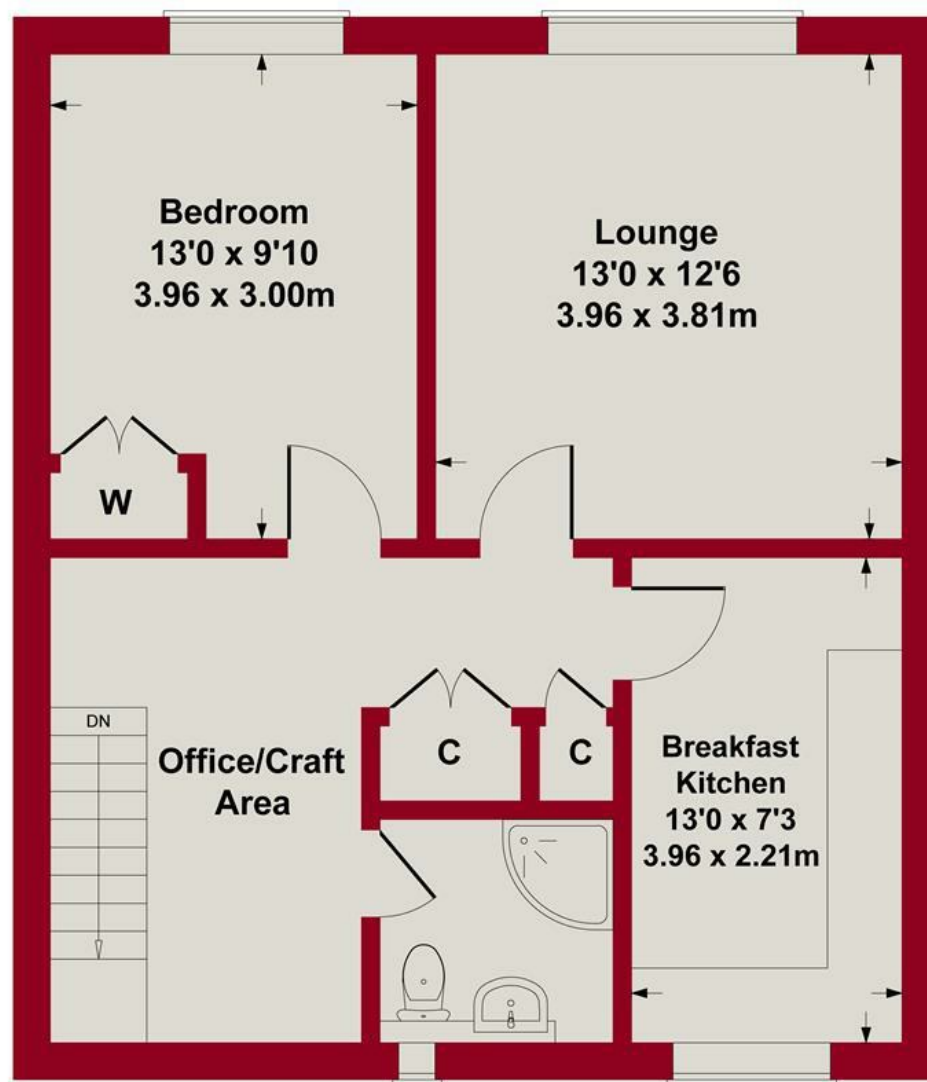 Bedroom
13'0 x 9'10
3.96 x 3.00m
Lounge
13'0 x 12'6
3.96 x 3.81m
W
DN
Office/Craft
Area
C
C
Breakfast
Kitchen
13'0 x 7'3
3.96 x 2.21m